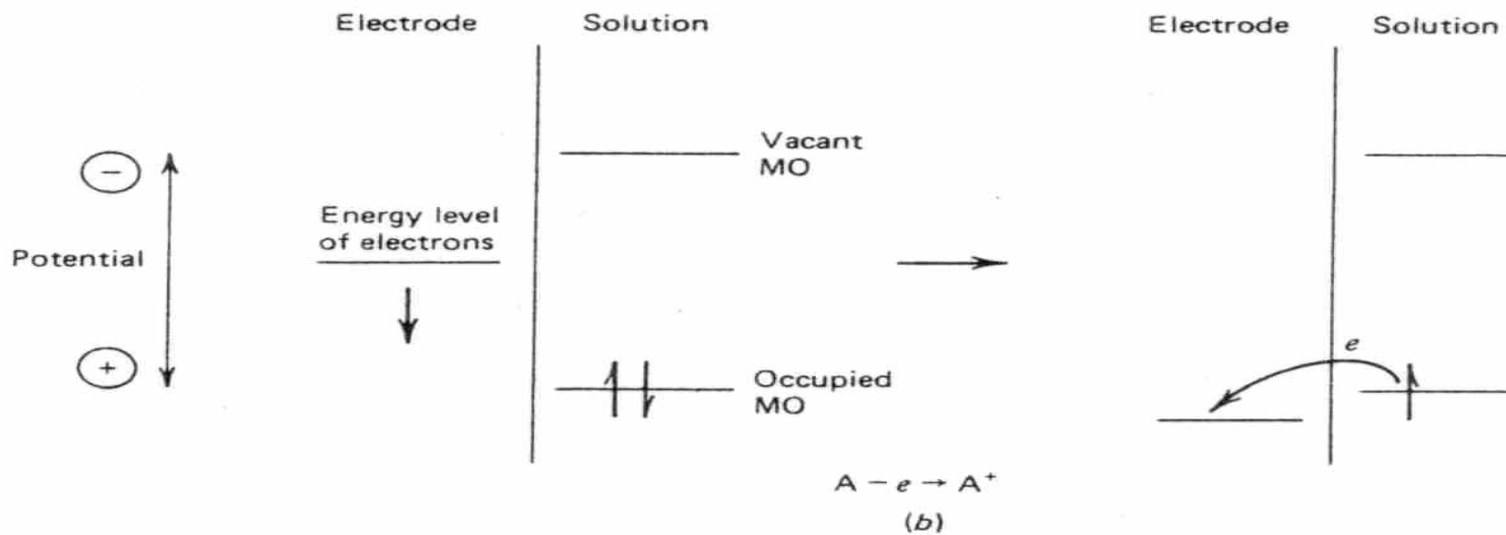 Electrode Solution
Electrode Solution
Vacant
MO
−
Energy level
of electrons
Potential
+
e
Occupied
MO
A − e → A⁺
(b)